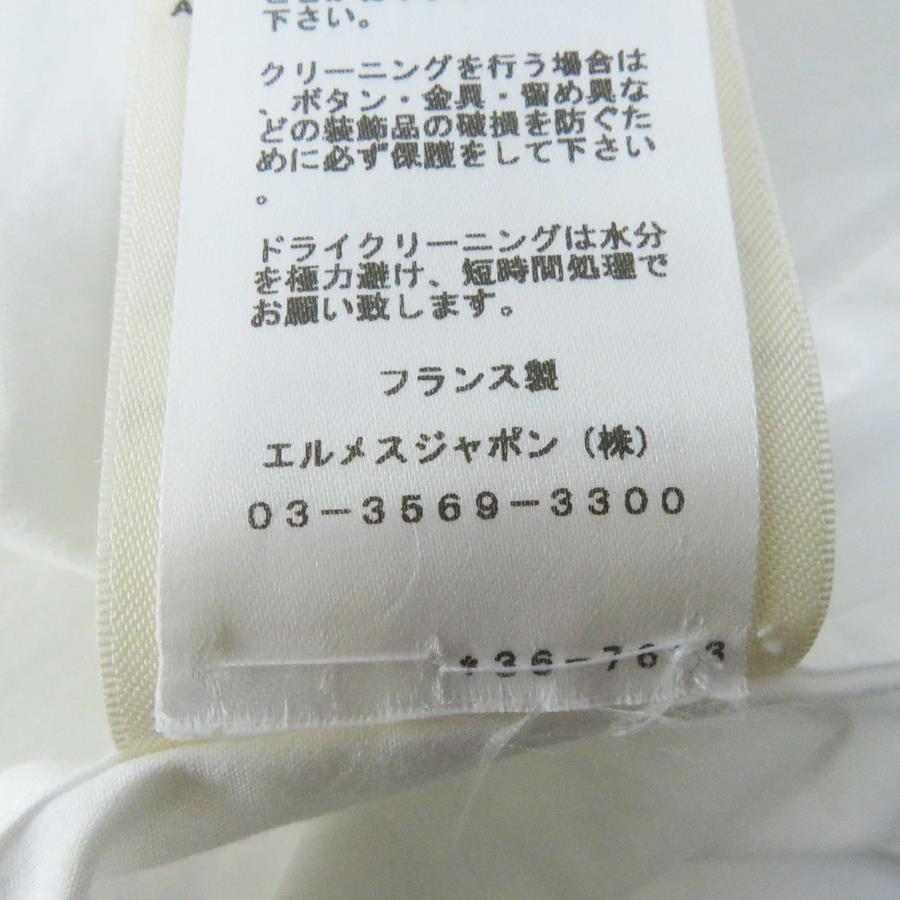 A
下さい。
クリーニングを行う場合は
、ボタン・金具・留め具な
どの装飾品の破損を防ぐた
めに必ず保護をして下さい
。
ドライクリーニングは水分
を極力避け、短時間処理で
お願い致します。
フランス製
エルメスジャポン（株）
03-3569-3300